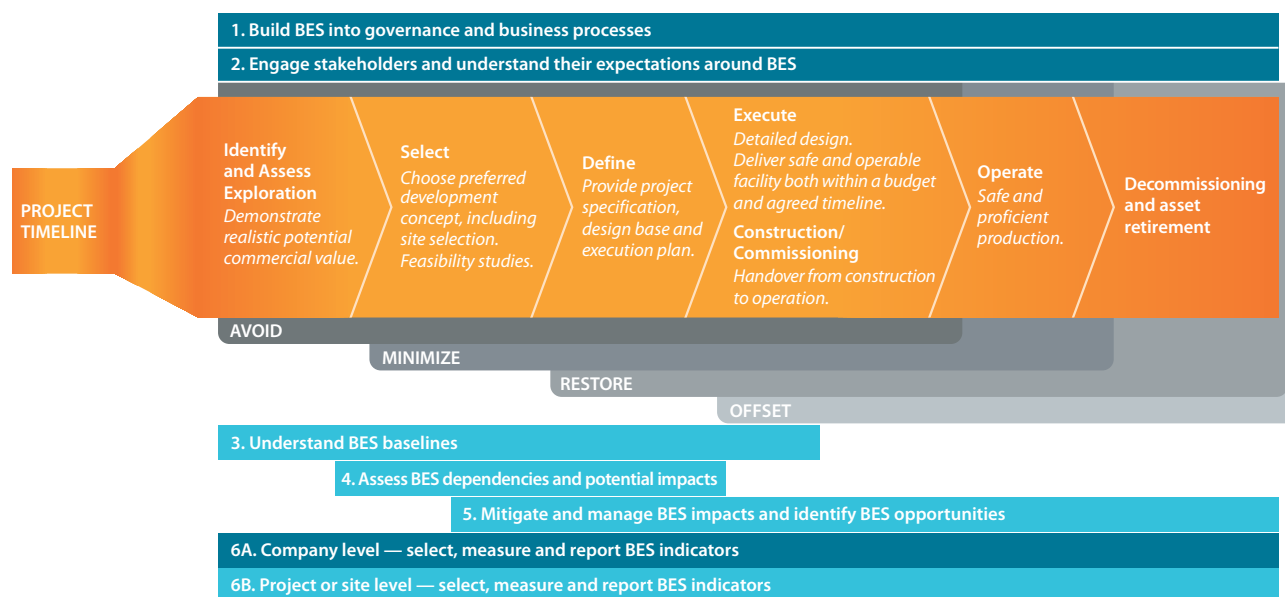 1. Build BES into governance and business processes
2. Engage stakeholders and understand their expectations around BES
PROJECT
TIMELINE
Identify
and Assess
Exploration
Demonstrate
realistic potential
commercial value.
Select
Choose preferred
development
concept, including
site selection.
Feasibility studies.
Define
Provide project
specification,
design base and
execution plan.
Execute
Detailed design.
Deliver safe and operable
facility both within a budget
and agreed timeline.
Construction/
Commissioning
Handover from construction
to operation.
Operate
Safe and
proficient
production.
Decommissioning
and asset
retirement
AVOID
MINIMIZE
RESTORE
OFFSET
3. Understand BES baselines
4. Assess BES dependencies and potential impacts
5. Mitigate and manage BES impacts and identify BES opportunities
6A. Company level — select, measure and report BES indicators
6B. Project or site level — select, measure and report BES indicators